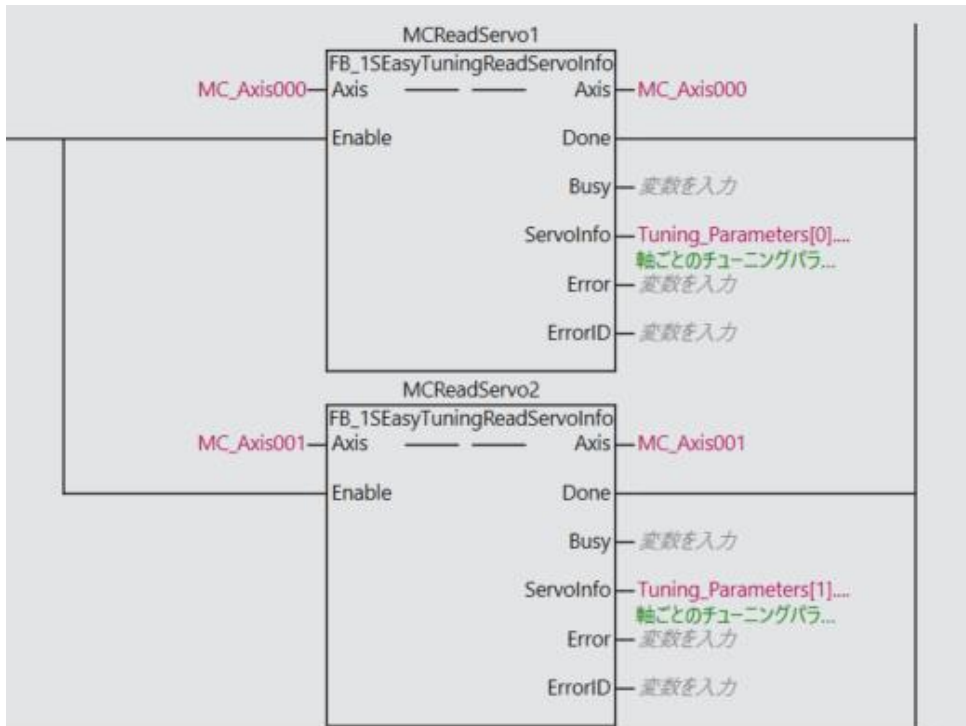 MCReadServo1
FB_1SEasyTuningReadServoInfo
MC_Axis000 Axis Axis MC_Axis000
Enable Done
Busy 変数を入力
ServoInfo Tuning_Parameters[0]....
軸ごとのチューニングパラ...
Error 変数を入力
ErrorID 変数を入力
MCReadServo2
FB_1SEasyTuningReadServoInfo
MC_Axis001 Axis Axis MC_Axis001
Enable Done
Busy 変数を入力
ServoInfo Tuning_Parameters[1]....
軸ごとのチューニングパラ...
Error 変数を入力
ErrorID 変数を入力